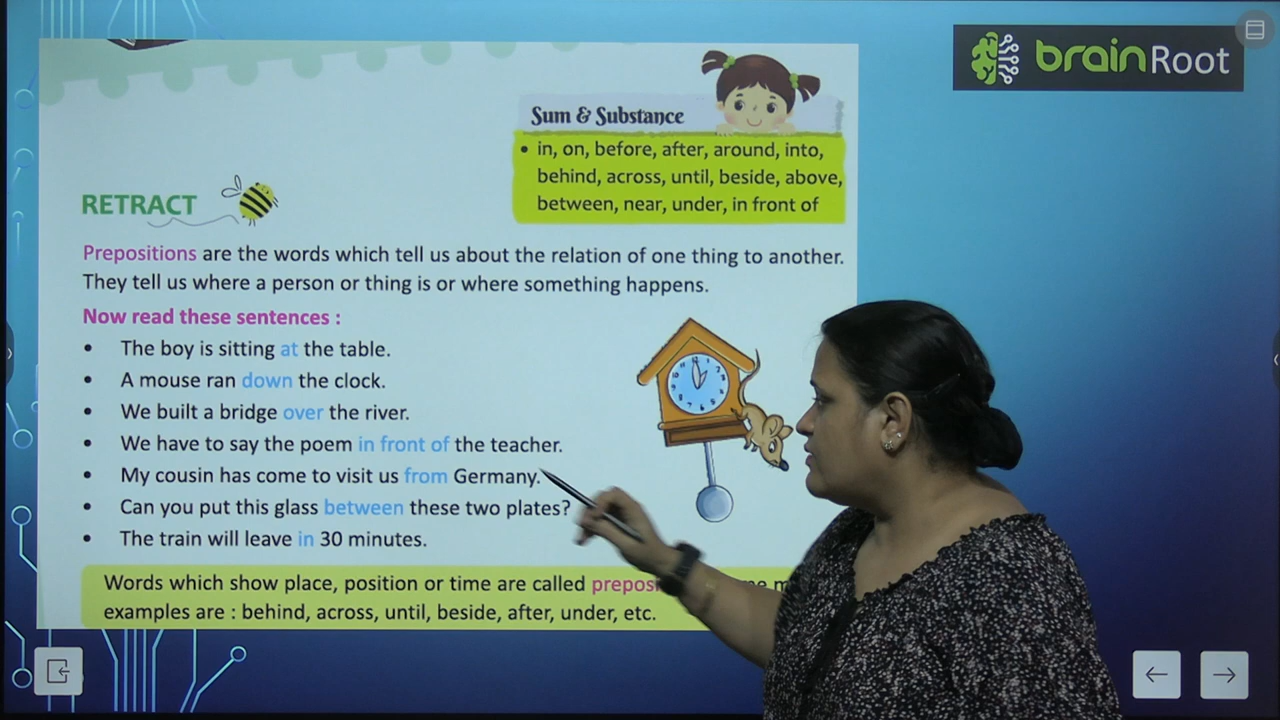 brainRoot
Sum & Substance
• in, on, before, after, around, into,
behind, across, until, beside, above,
between, near, under, in front of
RETRACT
Prepositions are the words which tell us about the relation of one thing to another.
They tell us where a person or thing is or where something happens.
Now read these sentences :
• The boy is sitting at the table.
• A mouse ran down the clock.
• We built a bridge over the river.
• We have to say the poem in front of the teacher.
• My cousin has come to visit us from Germany.
• Can you put this glass between these two plates?
• The train will leave in 30 minutes.
Words which show place, position or time are called
examples are : behind, across, until, beside, after, under, etc.